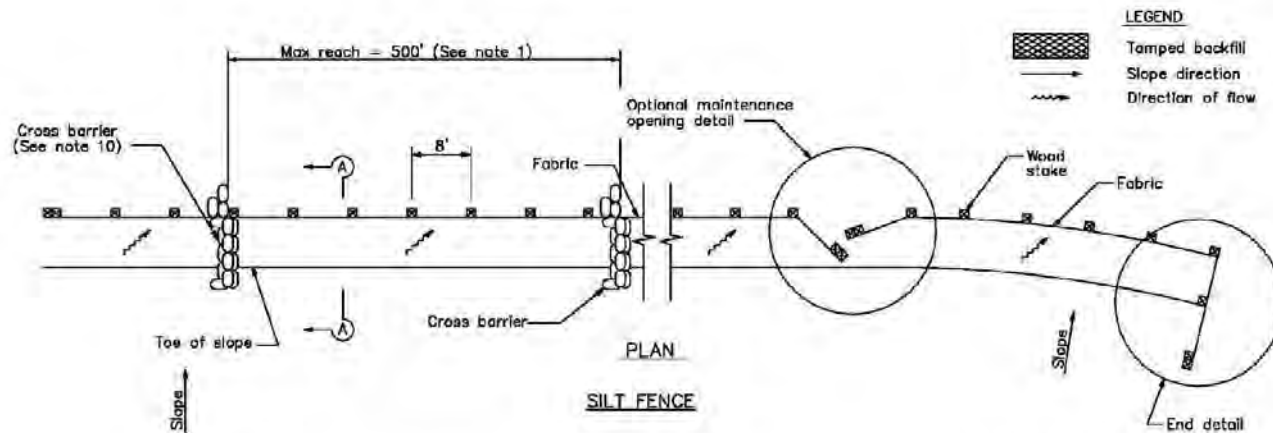 LEGEND
Tamped backfill
Slope direction
Direction of flow
Max reach = 500' (See note 1)
Optional maintenance
opening detail
Cross barrier
(See note 10)
A
8'
Fabric
Wood
stake
Fabric
A
Cross barrier
Toe of slope
PLAN
Slope
Slope
SILT FENCE
End detail